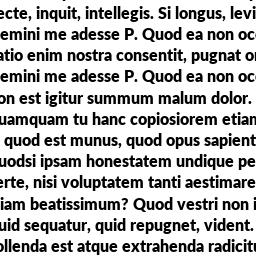 ecte, inquit, intellegis. Si longus, levi
emini me adesse P. Quod ea non occ
atio enim nostra consentit, pugnat o
emini me adesse P. Quod ea non occ
on est igitur summum malum dolor.
uamquam tu hanc copiosiorem etian
quod est munus, quod opus sapient
uodsi ipsam honestatem undique pe
erte, nisi voluptatem tanti aestimare
iam beatissimum? Quod vestri non i
uid sequatur, quid repugnet, vident.
ollenda est atque extrahenda radicitu